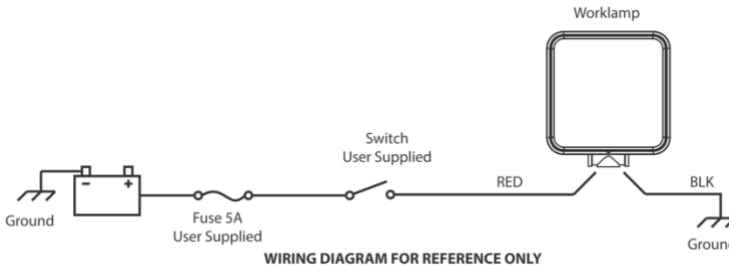 Worklamp
Switch
User Supplied
RED
BLK
- +
Ground
Fuse 5A
User Supplied
Ground
WIRING DIAGRAM FOR REFERENCE ONLY